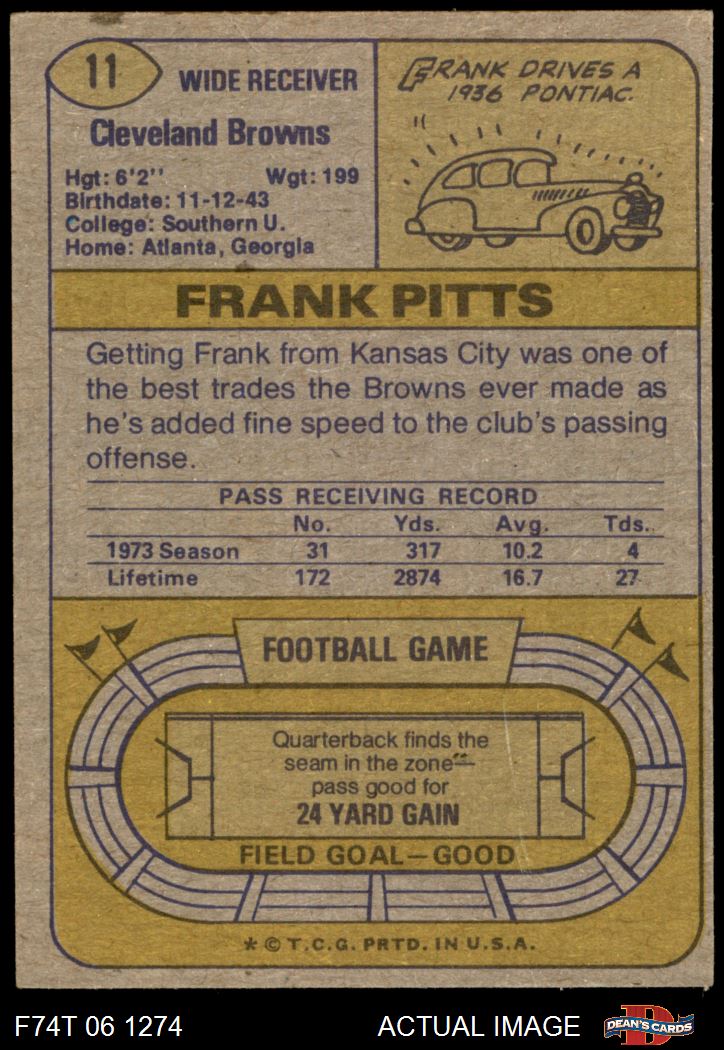 11
WIDE RECEIVER
Cleveland Browns
Hgt: 6'2" Wgt: 199
Birthdate: 11-12-43
College: Southern U.
Home: Atlanta, Georgia
FRANK DRIVES A
1936 PONTIAC.
FRANK PITTS
Getting Frank from Kansas City was one of
the best trades the Browns ever made as
he's added fine speed to the club's passing
offense.
PASS RECEIVING RECORD
No. Yds. Avg. Tds.
1973 Season 31 317 10.2 4
Lifetime 172 2874 16.7 27
FOOTBALL GAME
Quarterback finds the
seam in the zone—
pass good for
24 YARD GAIN
FIELD GOAL—GOOD
* © T.C.G. PRTD. IN U.S.A.
F74T 06 1274 ACTUAL IMAGE
D
DEAN'S CARDS